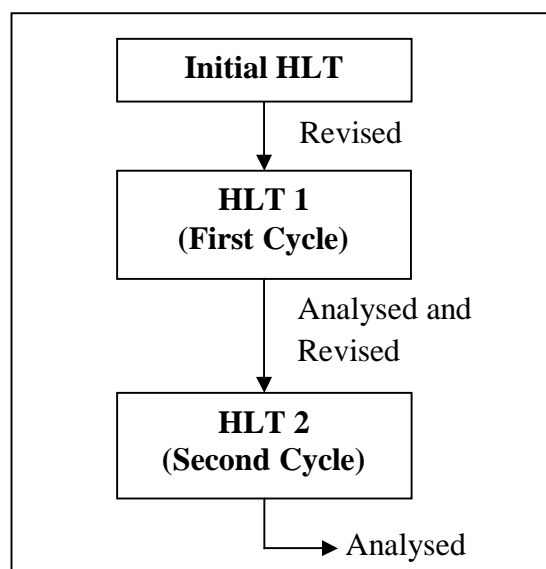 Initial HLT
Revised
HLT 1
(First Cycle)
Analysed and
Revised
HLT 2
(Second Cycle)
Analysed